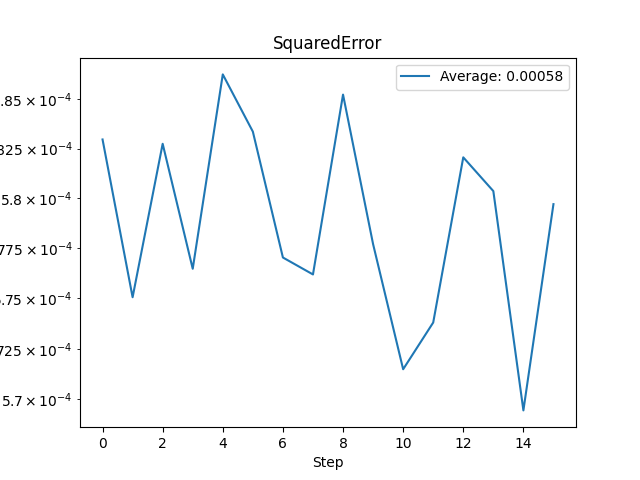 SquaredError
Average: 0.00058
.85 × 10⁻⁴
825 × 10⁻⁴
5.8 × 10⁻⁴
775 × 10⁻⁴
5.75 × 10⁻⁴
725 × 10⁻⁴
5.7 × 10⁻⁴
0 2 4 6 8 10 12 14
Step